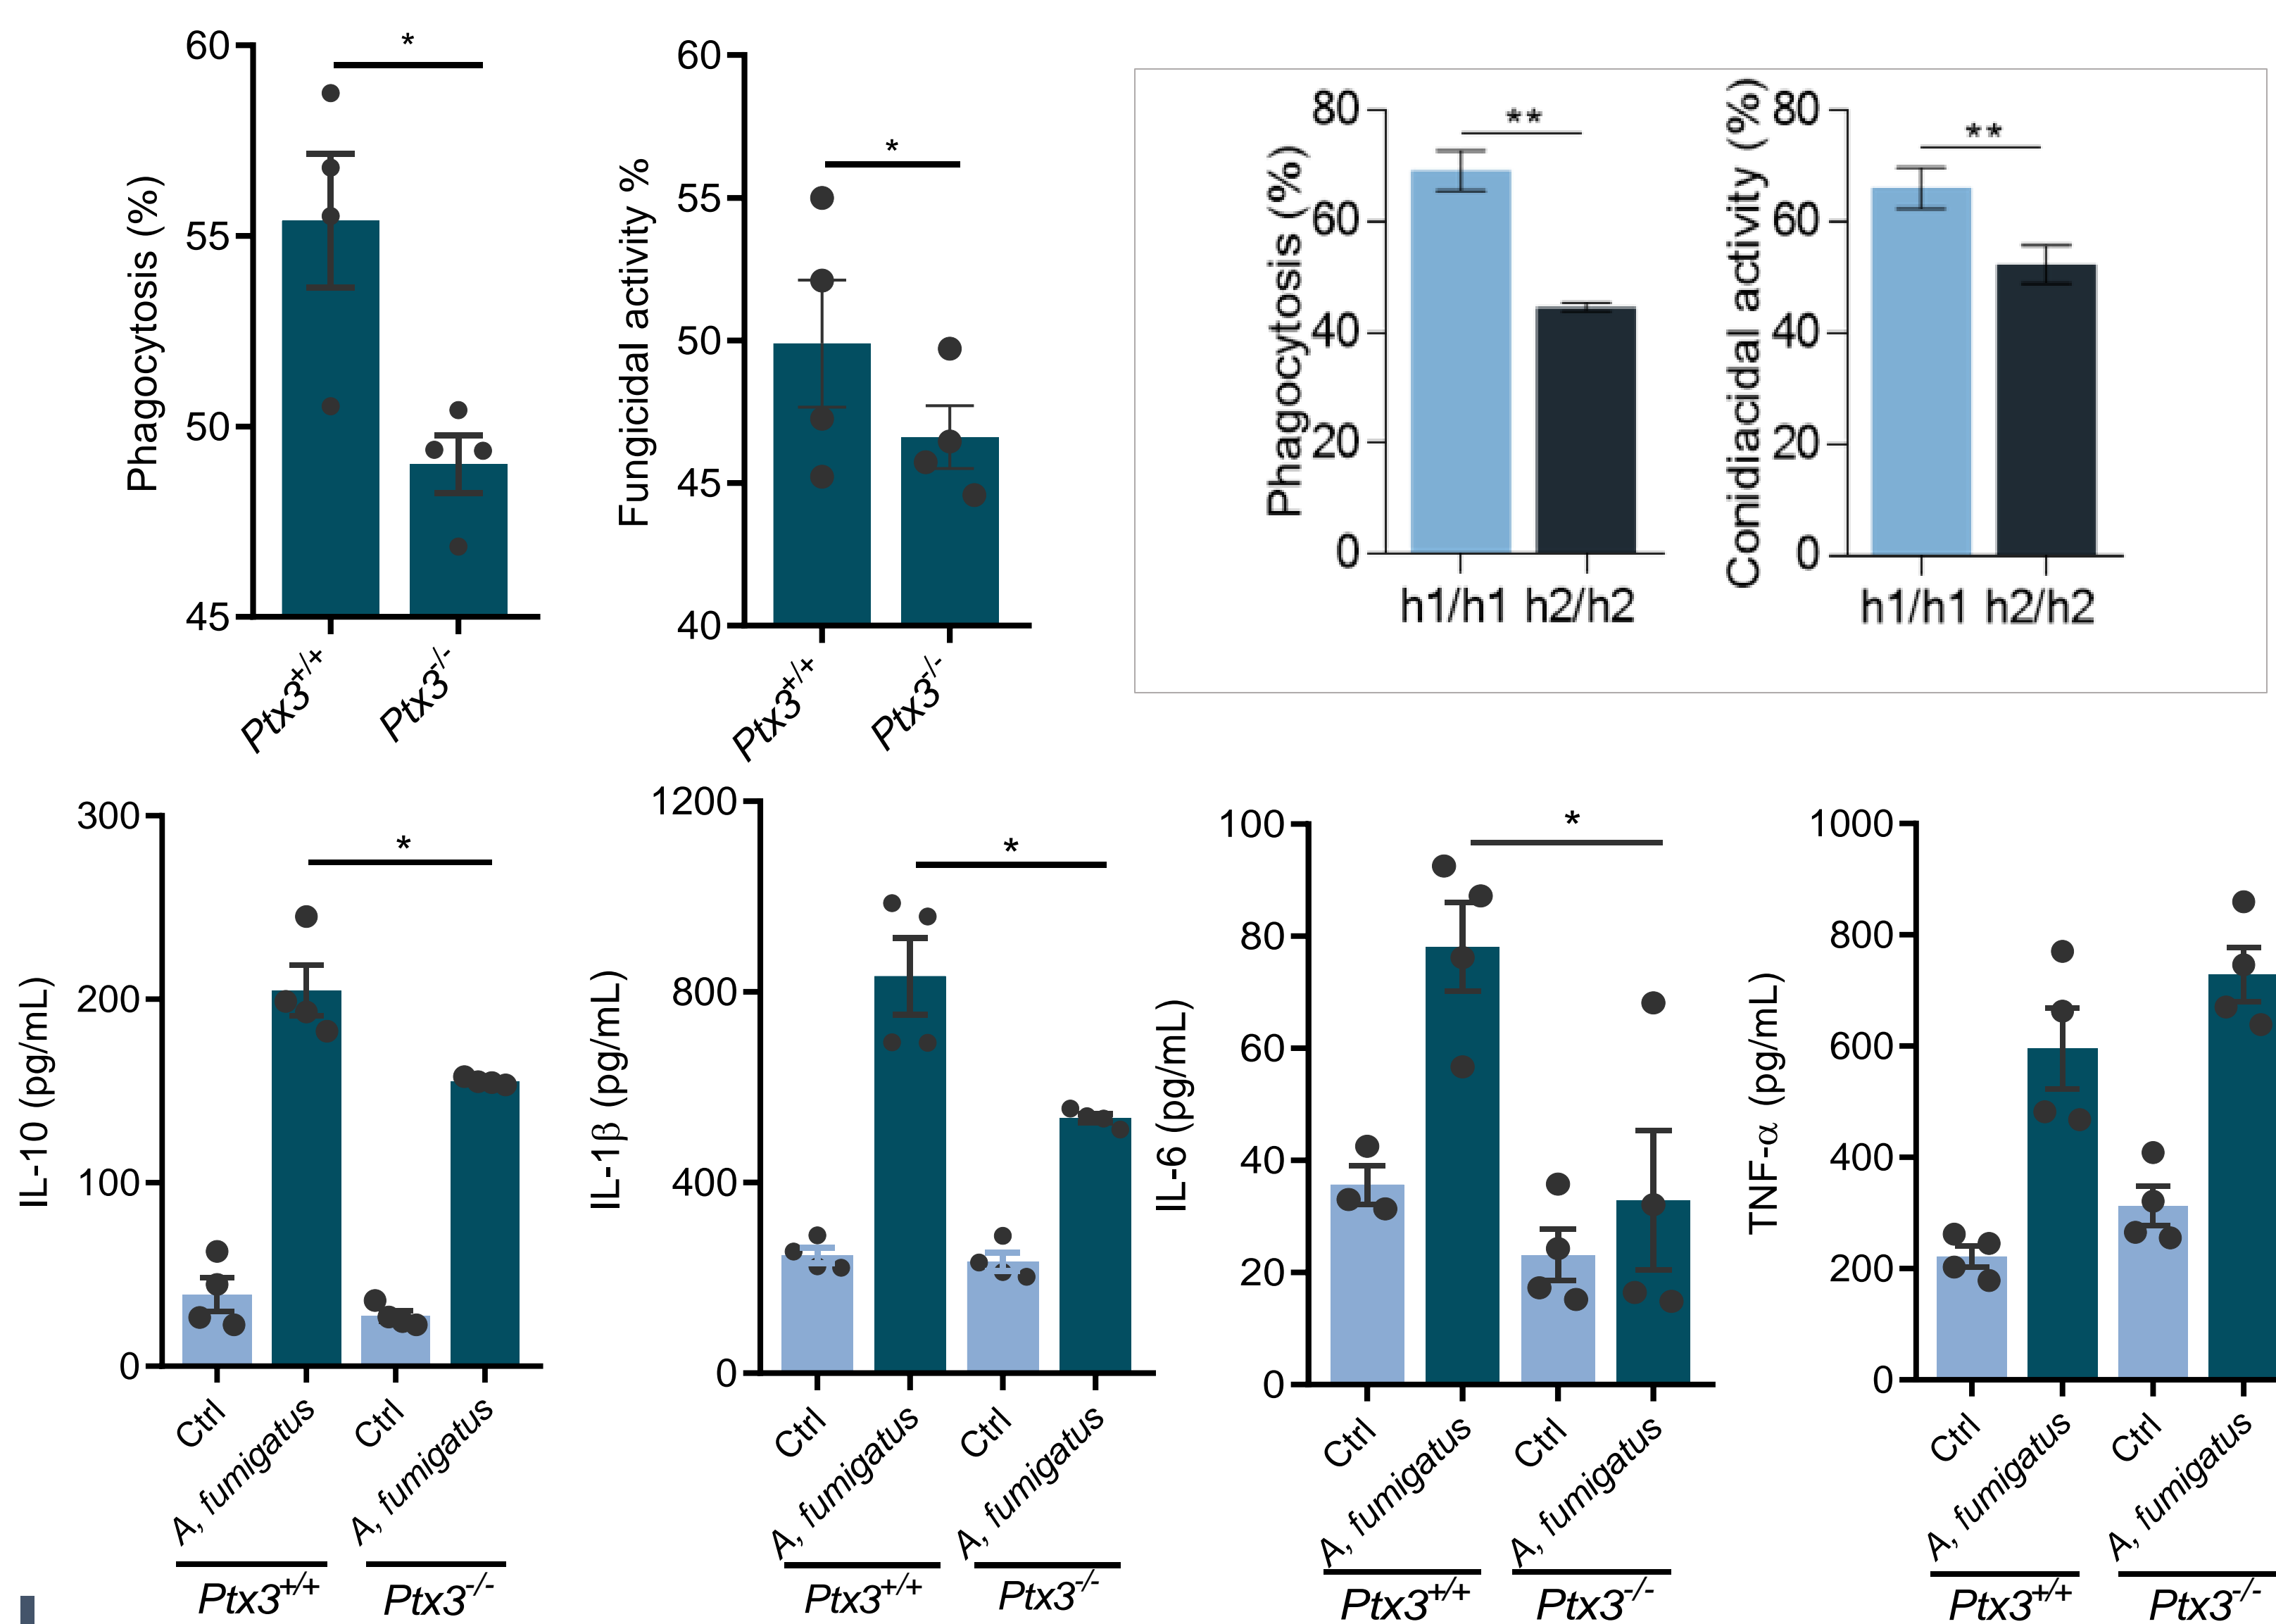 Phagocytosis (%)
60
55
50
45
*
Ptx3+/+
Ptx3-/-
Fungicidal activity %
60
55
50
45
40
*
Ptx3+/+
Ptx3-/-
Phagocytosis (%)
80
60
40
20
0
**
h1/h1 h2/h2
Conidiacidal activity (%)
80
60
40
20
0
**
h1/h1 h2/h2
IL-10 (pg/mL)
300
200
100
0
*
Ctrl
A, fumigatus
Ctrl
A, fumigatus
Ptx3+/+
Ptx3-/-
IL-1β (pg/mL)
1200
800
400
0
*
Ctrl
A, fumigatus
Ctrl
A, fumigatus
Ptx3+/+
Ptx3-/-
IL-6 (pg/mL)
100
80
60
40
20
0
*
Ctrl
A, fumigatus
Ctrl
A, fumigatus
Ptx3+/+
Ptx3-/-
TNF-α (pg/mL)
1000
800
600
400
200
0
Ctrl
A, fumigatus
Ctrl
A, fumigatus
Ptx3+/+
Ptx3-/-